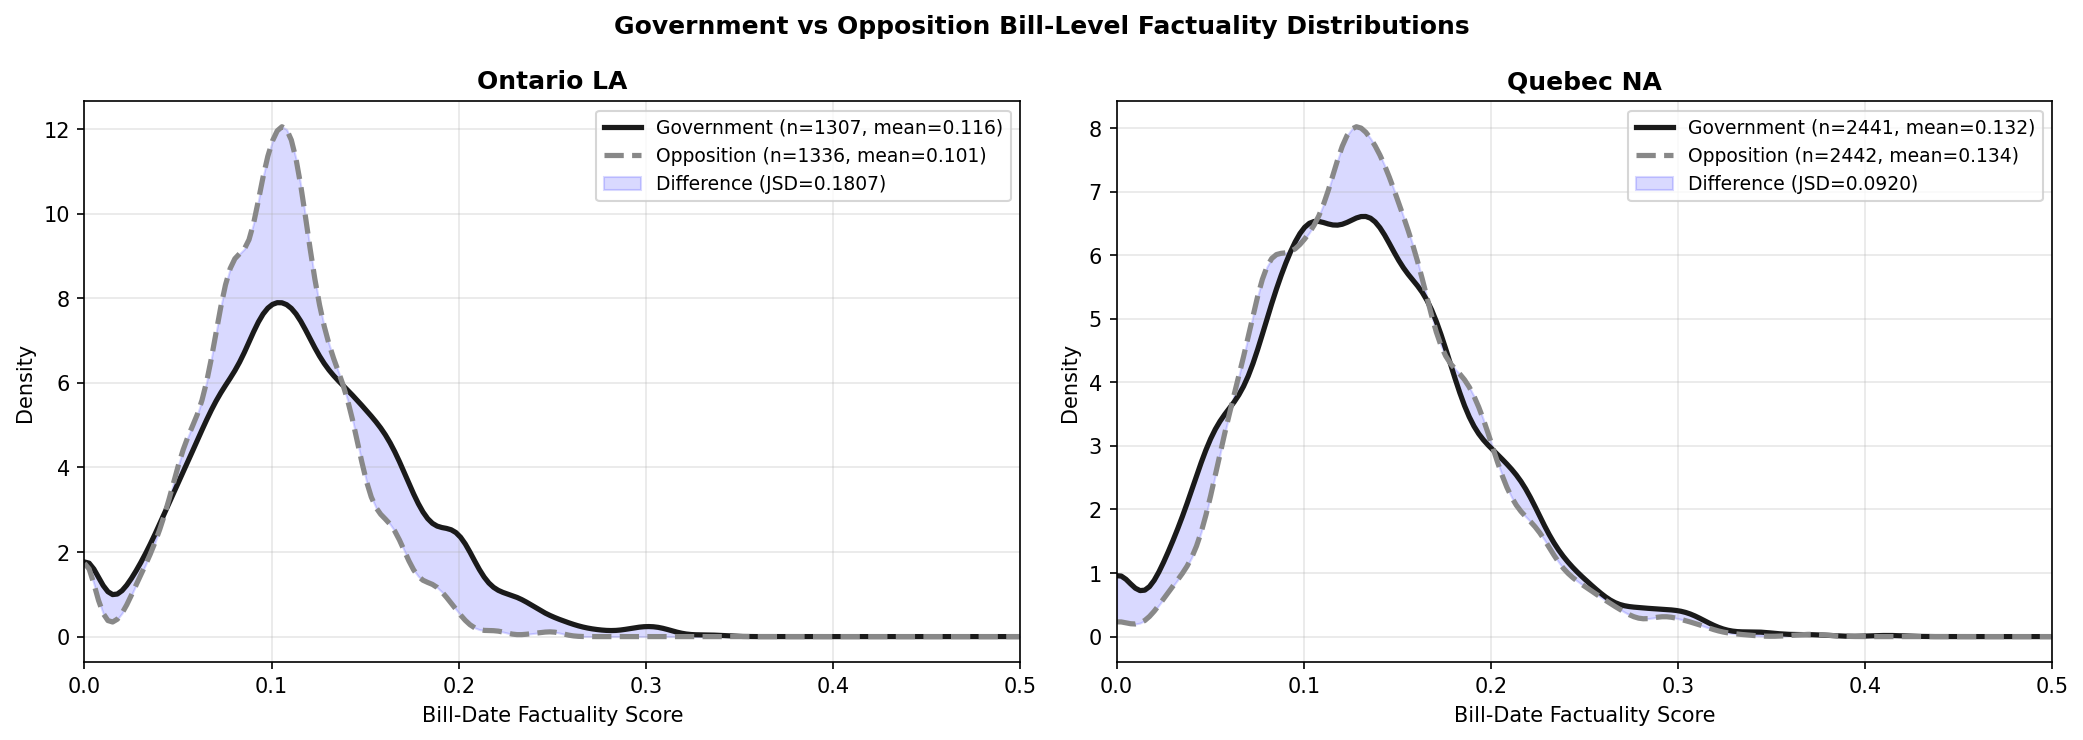 Government vs Opposition Bill-Level Factuality Distributions
Ontario LA
Government (n=1307, mean=0.116)
Opposition (n=1336, mean=0.101)
Difference (JSD=0.1807)
12
10
8
6
4
2
0
Density
0.0 0.1 0.2 0.3 0.4 0.5
Bill-Date Factuality Score
Quebec NA
Government (n=2441, mean=0.132)
Opposition (n=2442, mean=0.134)
Difference (JSD=0.0920)
8
7
6
5
4
3
2
1
0
Density
0.0 0.1 0.2 0.3 0.4 0.5
Bill-Date Factuality Score